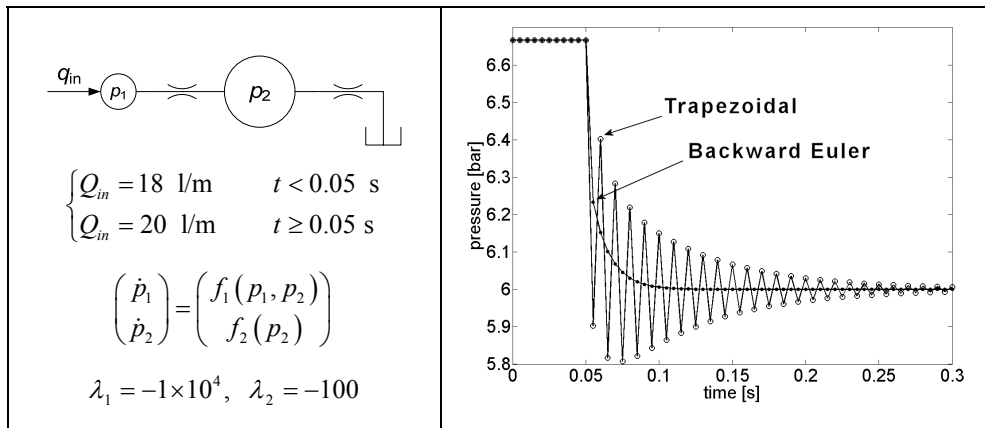 q_in p_1 p_2
{ Q_in = 18 l/m t < 0.05 s
Q_in = 20 l/m t ≥ 0.05 s
( ṗ_1 ṗ_2 ) = ( f_1(p_1, p_2) f_2(p_2) )
λ_1 = −1×10^4, λ_2 = −100
pressure [bar]
6.6
6.5
6.4
6.3
6.2
6.1
6
5.9
5.8
Trapezoidal
Backward Euler
0 0.05 0.1 0.15 0.2 0.25 0.3
time [s]